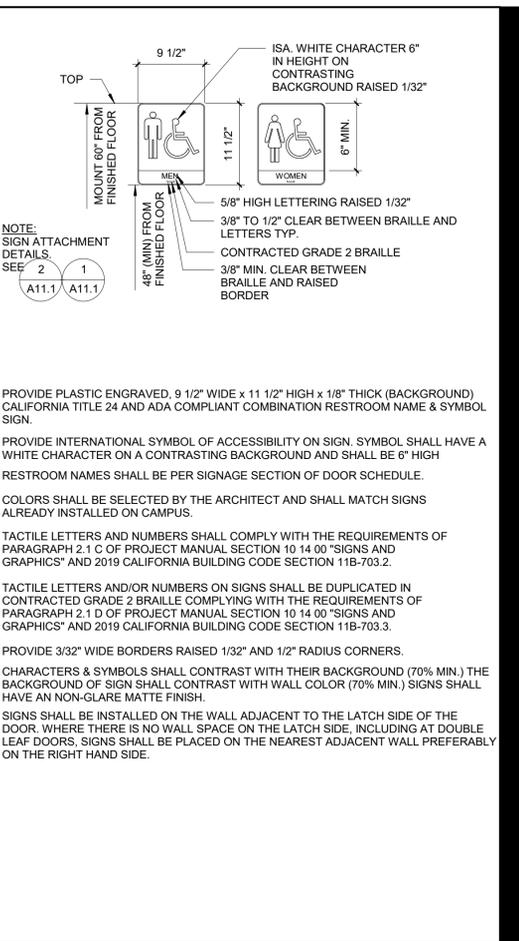 9 1/2"
ISA. WHITE CHARACTER 6"
IN HEIGHT ON
CONTRASTING
BACKGROUND RAISED 1/32"
TOP
MOUNT 60" FROM
FINISHED FLOOR
MEN
11 1/2"
WOMEN
6" MIN.
48" (MIN) FROM
FINISHED FLOOR
5/8" HIGH LETTERING RAISED 1/32"
3/8" TO 1/2" CLEAR BETWEEN BRAILLE AND
LETTERS TYP.
CONTRACTED GRADE 2 BRAILLE
3/8" MIN. CLEAR BETWEEN
BRAILLE AND RAISED
BORDER
NOTE:
SIGN ATTACHMENT
DETAILS.
SEE
2
A11.1
1
A11.1
PROVIDE PLASTIC ENGRAVED, 9 1/2" WIDE x 11 1/2" HIGH x 1/8" THICK (BACKGROUND)
CALIFORNIA TITLE 24 AND ADA COMPLIANT COMBINATION RESTROOM NAME & SYMBOL
SIGN.
PROVIDE INTERNATIONAL SYMBOL OF ACCESSIBILITY ON SIGN. SYMBOL SHALL HAVE A
WHITE CHARACTER ON A CONTRASTING BACKGROUND AND SHALL BE 6" HIGH
RESTROOM NAMES SHALL BE PER SIGNAGE SECTION OF DOOR SCHEDULE.
COLORS SHALL BE SELECTED BY THE ARCHITECT AND SHALL MATCH SIGNS
ALREADY INSTALLED ON CAMPUS.
TACTILE LETTERS AND NUMBERS SHALL COMPLY WITH THE REQUIREMENTS OF
PARAGRAPH 2.1 C OF PROJECT MANUAL SECTION 10 14 00 "SIGNS AND
GRAPHICS" AND 2019 CALIFORNIA BUILDING CODE SECTION 11B-703.2.
TACTILE LETTERS AND/OR NUMBERS ON SIGNS SHALL BE DUPLICATED IN
CONTRACTED GRADE 2 BRAILLE COMPLYING WITH THE REQUIREMENTS OF
PARAGRAPH 2.1 D OF PROJECT MANUAL SECTION 10 14 00 "SIGNS AND
GRAPHICS" AND 2019 CALIFORNIA BUILDING CODE SECTION 11B-703.3.
PROVIDE 3/32" WIDE BORDERS RAISED 1/32" AND 1/2" RADIUS CORNERS.
CHARACTERS & SYMBOLS SHALL CONTRAST WITH THEIR BACKGROUND (70% MIN.) THE
BACKGROUND OF SIGN SHALL CONTRAST WITH WALL COLOR (70% MIN.) SIGNS SHALL
HAVE AN NON-GLARE MATTE FINISH.
SIGNS SHALL BE INSTALLED ON THE WALL ADJACENT TO THE LATCH SIDE OF THE
DOOR. WHERE THERE IS NO WALL SPACE ON THE LATCH SIDE, INCLUDING AT DOUBLE
LEAF DOORS, SIGNS SHALL BE PLACED ON THE NEAREST ADJACENT WALL PREFERABLY
ON THE RIGHT HAND SIDE.